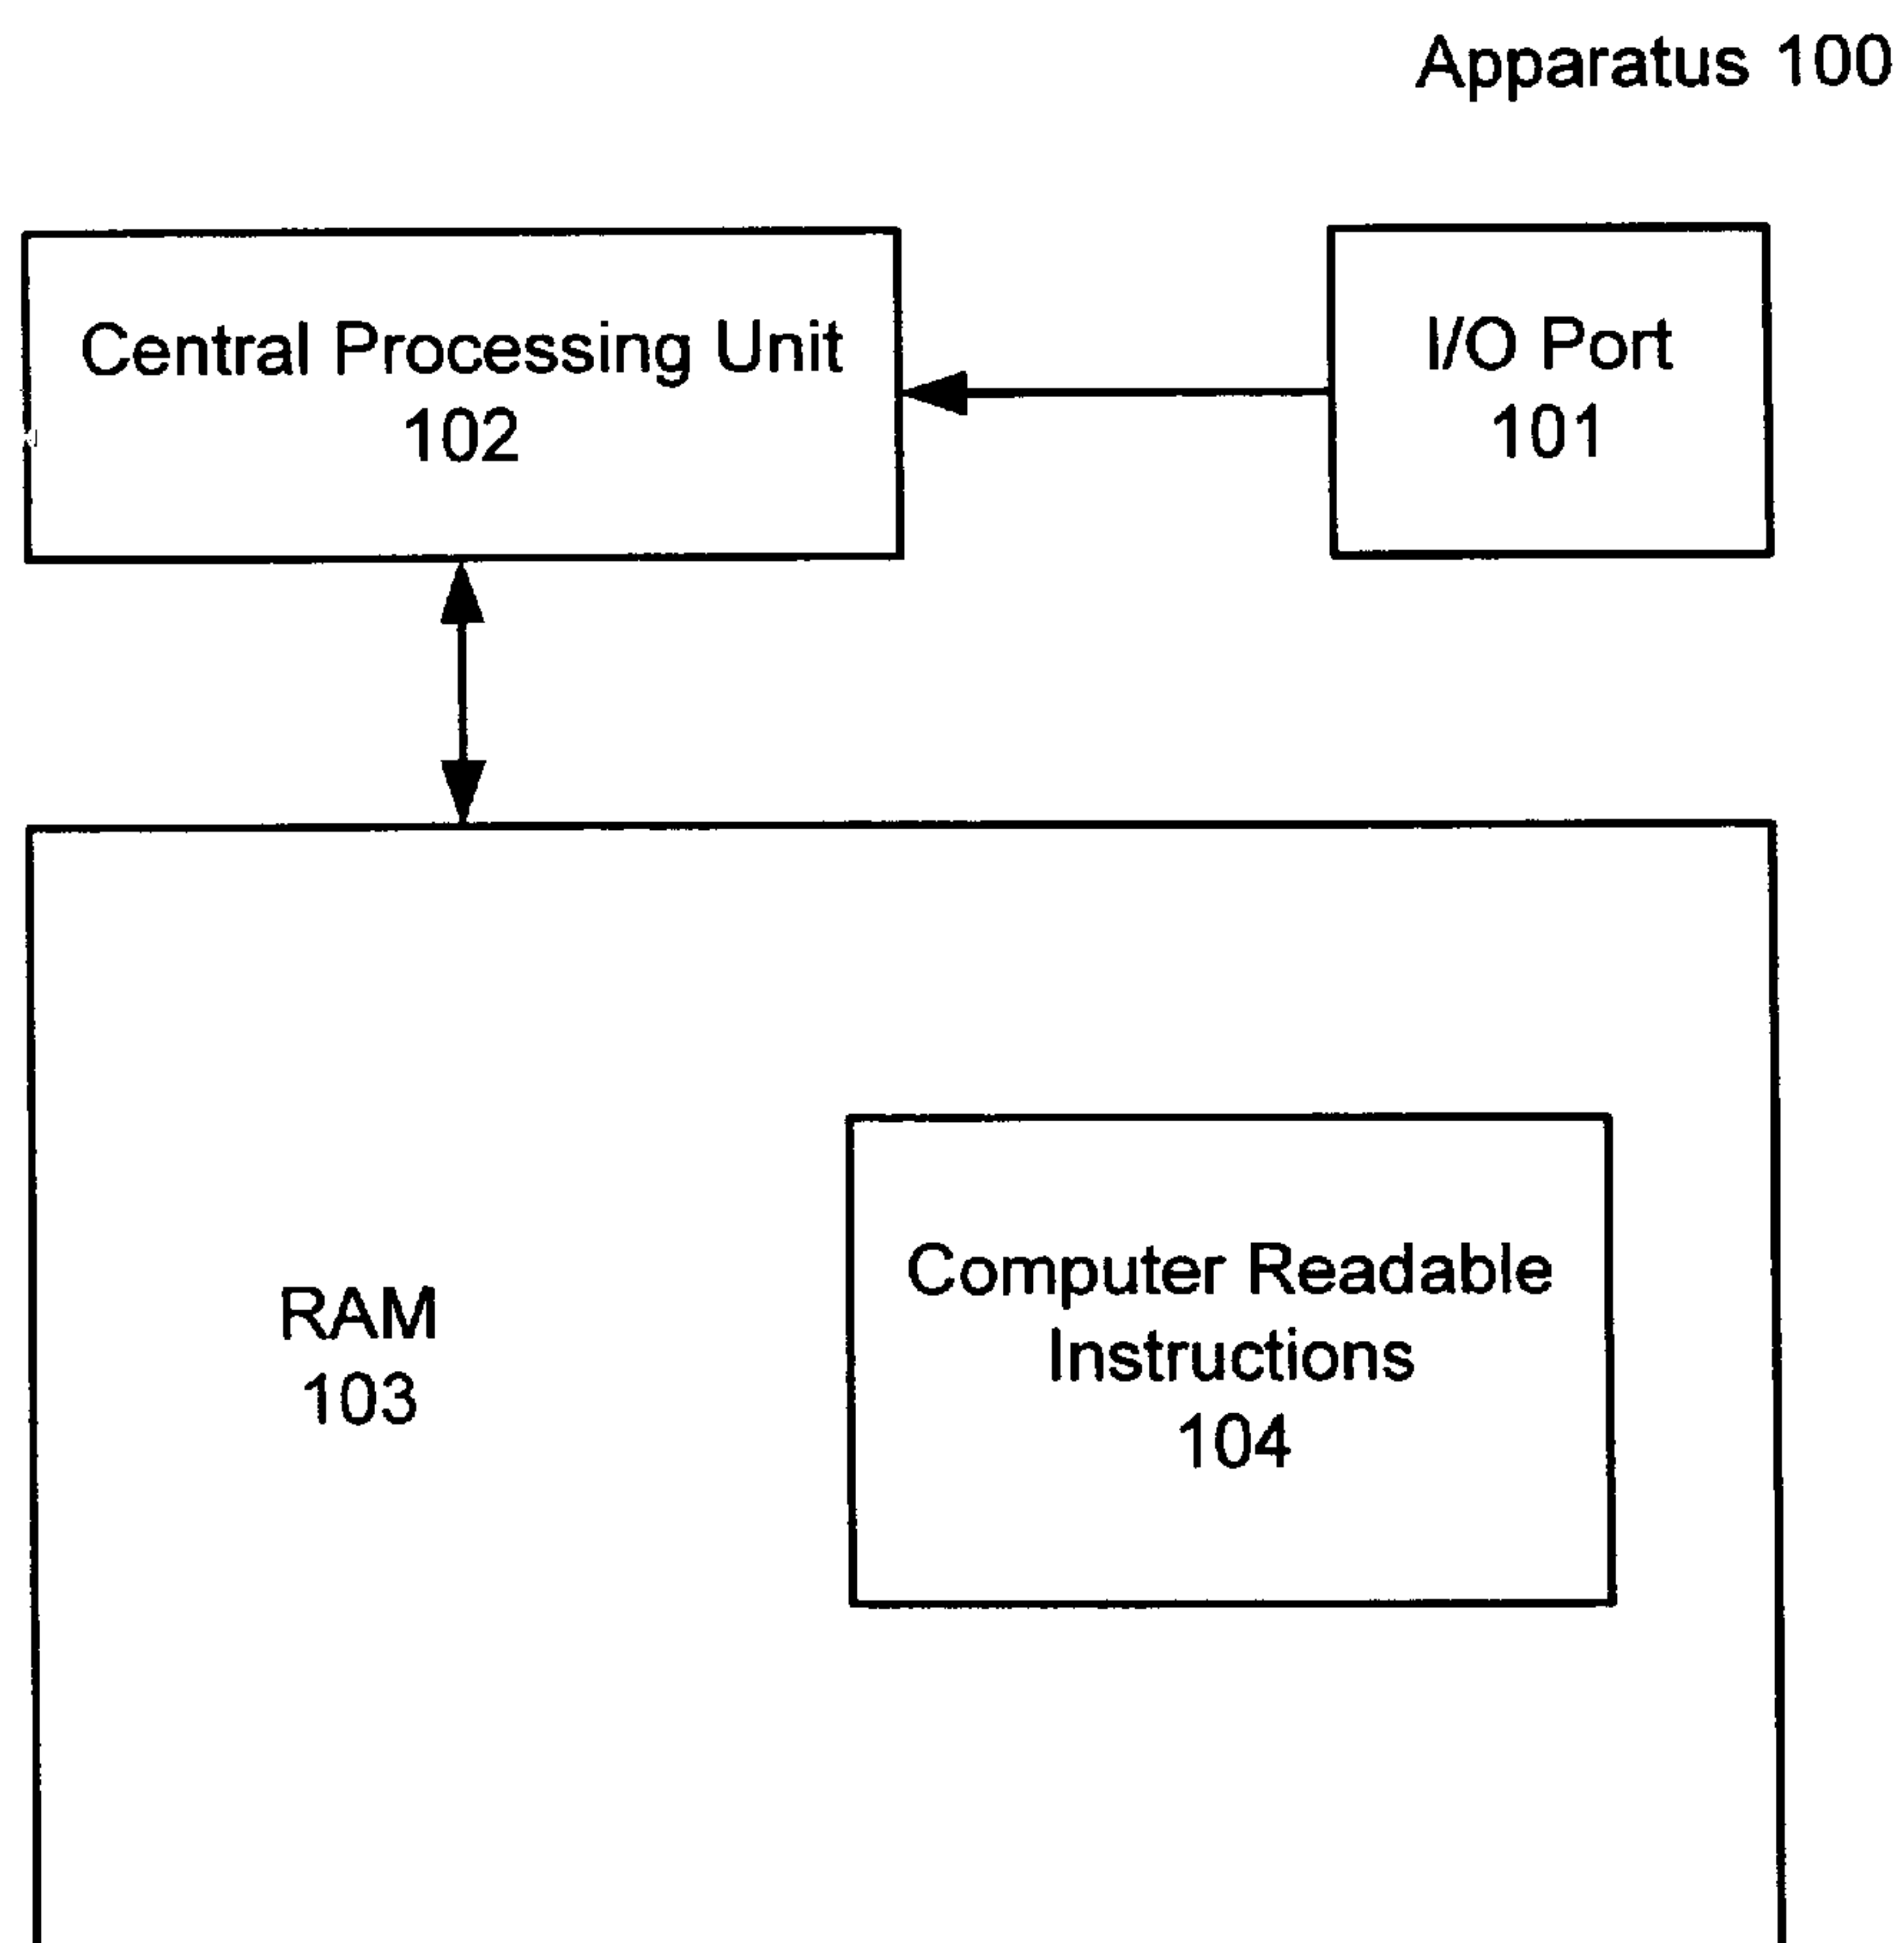 Apparatus 100
Central Processing Unit
102
I/O Port
101
RAM
103
Computer Readable
Instructions
104